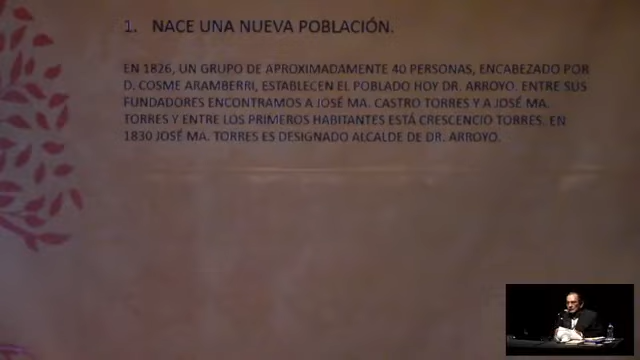 1. NACE UNA NUEVA POBLACIÓN.
EN 1826, UN GRUPO DE APROXIMADAMENTE 40 PERSONAS, ENCABEZADO POR
D. COSME ARAMBERRI, ESTABLECEN EL POBLADO HOY DR. ARROYO. ENTRE SUS
FUNDADORES ENCONTRAMOS A JOSÉ MA. CASTRO TORRES Y A JOSÉ MA.
TORRES Y ENTRE LOS PRIMEROS HABITANTES ESTÁ CRESCENCIO TORRES. EN
1830 JOSÉ MA. TORRES ES DESIGNADO ALCALDE DE DR. ARROYO.